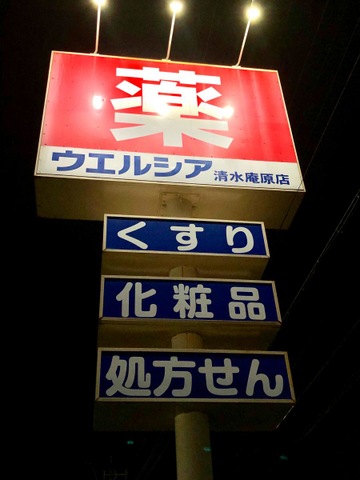 薬
ウエルシア 清水庵原店
くすり
化粧品
処方せん